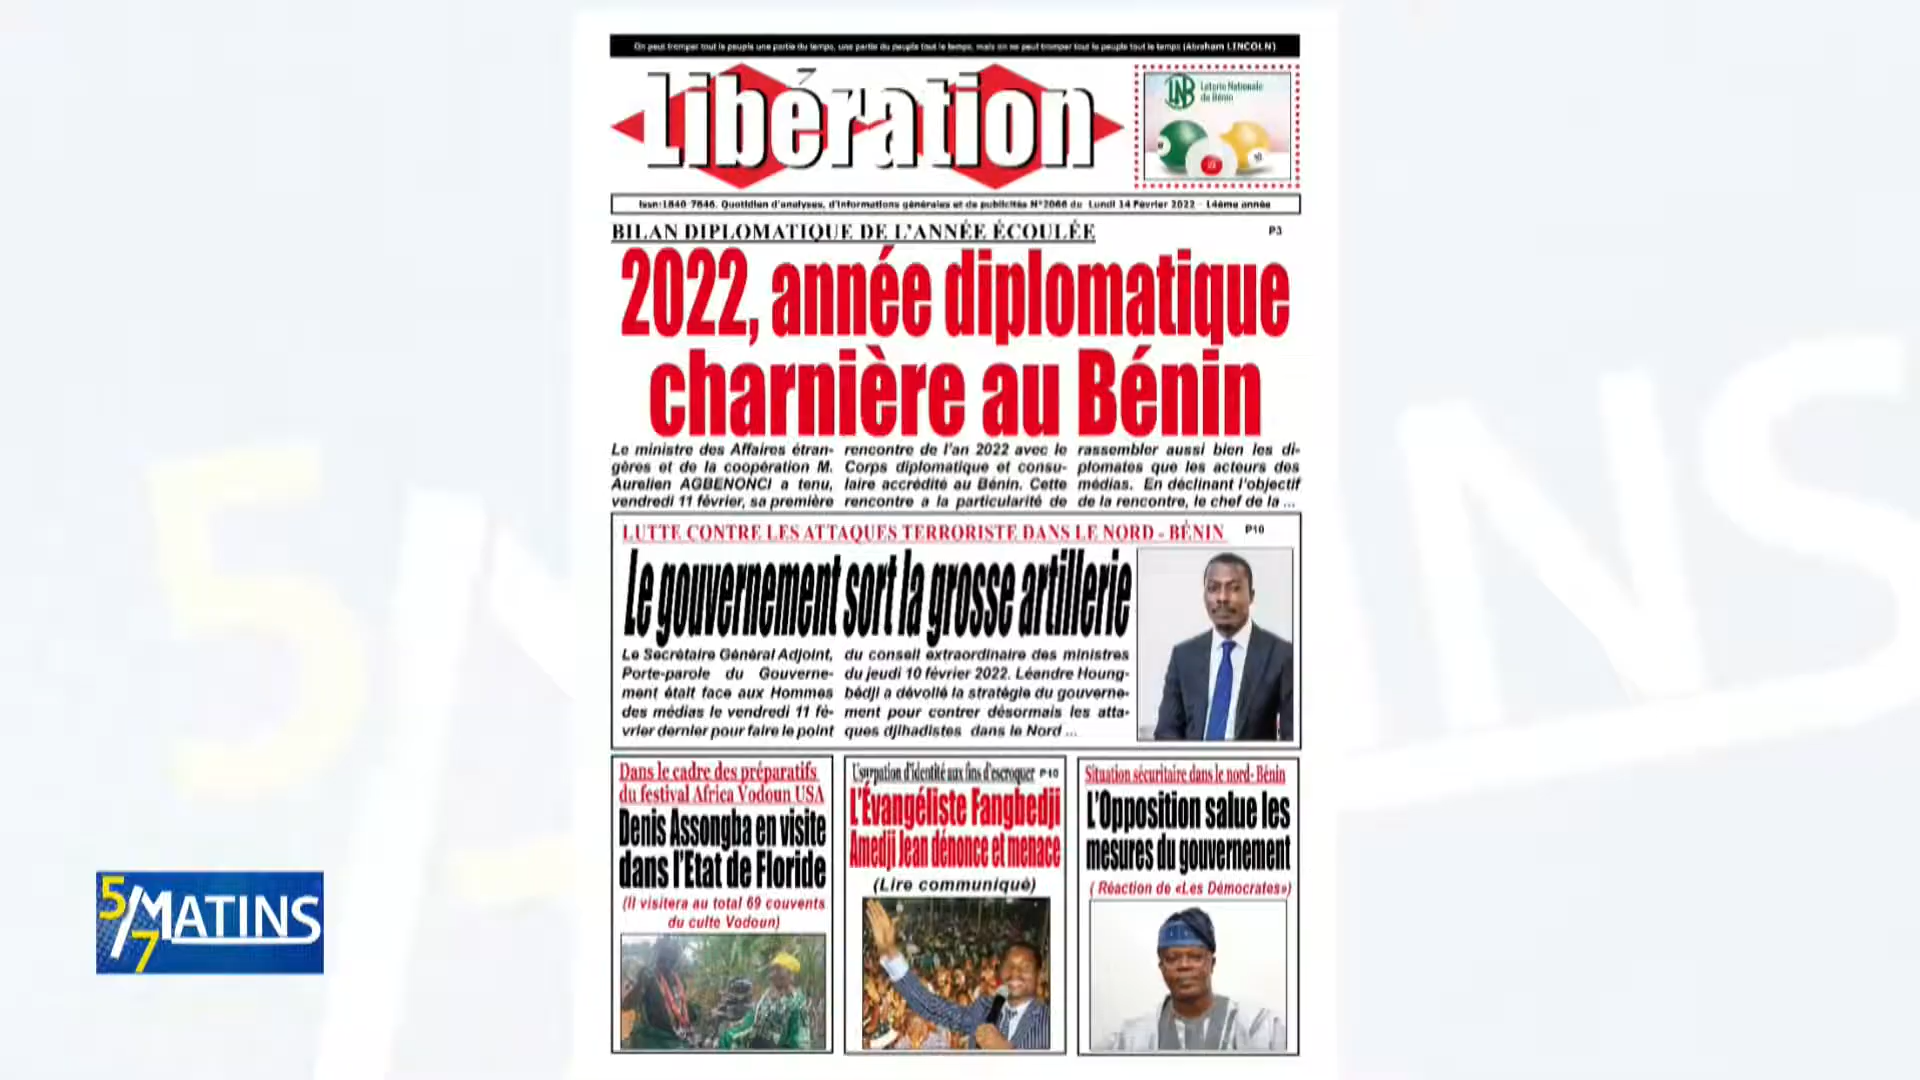 On peut tromper tout le peuple une partie du temps, une partie du peuple tout le temps, mais on ne peut tromper tout le peuple tout le temps (Abraham LINCOLN)
Libération
Loterie Nationale
du Bénin
LNB
Issn:1840-7846. Quotidien d'analyses, d'informations générales et de publicités N°2066 du Lundi 14 Février 2022 - 14ème année
BILAN DIPLOMATIQUE DE L'ANNÉE ÉCOULÉE P3
2022, année diplomatique
charnière au Bénin
Le ministre des Affaires étran-
gères et de la coopération M.
Aurelien AGBENONCI a tenu,
vendredi 11 février, sa première
rencontre de l'an 2022 avec le
Corps diplomatique et consu-
laire accrédité au Bénin. Cette
rencontre a la particularité de
rassembler aussi bien les di-
plomates que les acteurs des
médias. En déclinant l'objectif
de la rencontre, le chef de la ...
LUTTE CONTRE LES ATTAQUES TERRORISTE DANS LE NORD - BÉNIN P10
Le gouvernement sort la grosse artillerie
Le Secrétaire Général Adjoint,
Porte-parole du Gouverne-
ment était face aux Hommes
des médias le vendredi 11 fé-
vrier dernier pour faire le point
du conseil extraordinaire des ministres
du jeudi 10 février 2022. Léandre Houng-
bédji a dévoilé la stratégie du gouverne-
ment pour contrer désormais les atta-
ques djihadistes dans le Nord ...
Dans le cadre des préparatifs
du festival Africa Vodoun USA
Denis Assongba en visite
dans l'Etat de Floride
(Il visitera au total 69 couvents
du culte Vodoun)
Usurpation d'identité aux fins d'escroquer P10
L'Évangéliste Fangbedji
Amedji Jean dénonce et menace
(Lire communiqué)
Situation sécuritaire dans le nord- Bénin
L'Opposition salue les
mesures du gouvernement
( Réaction de «Les Démocrates»)
5/7 MATINS